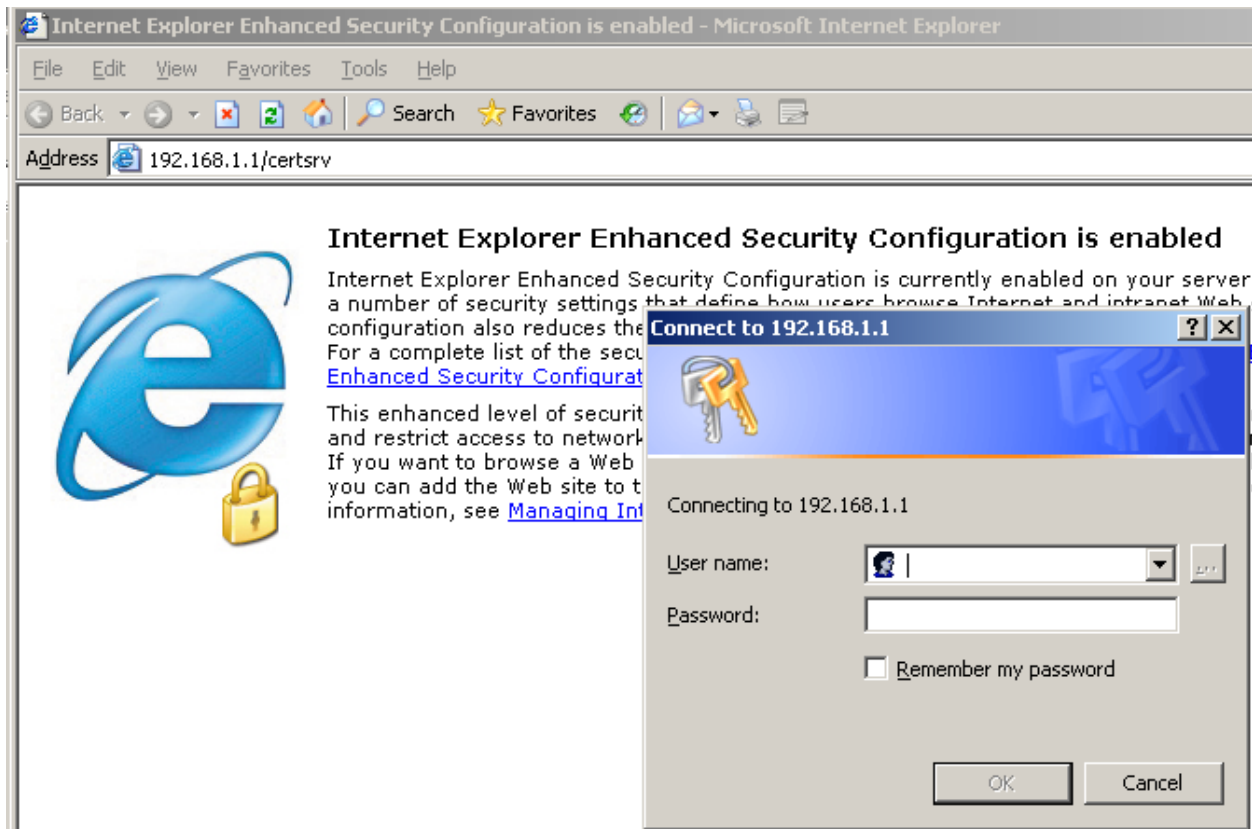 Internet Explorer Enhanced Security Configuration is enabled - Microsoft Internet Explorer
File Edit View Favorites Tools Help
Back Search Favorites
Address 192.168.1.1/certsrv
Internet Explorer Enhanced Security Configuration is enabled
Internet Explorer Enhanced Security Configuration is currently enabled on your server
a number of security settings that define how users browse Internet and intranet Web
configuration also reduces the
For a complete list of the
Enhanced Security
This enhanced level of
and restrict access to
If you want to browse a Web
you can add the Web site to
information, see Managing
Connect to 192.168.1.1
Connecting to 192.168.1.1
User name:
Password:
Remember my password
OK Cancel